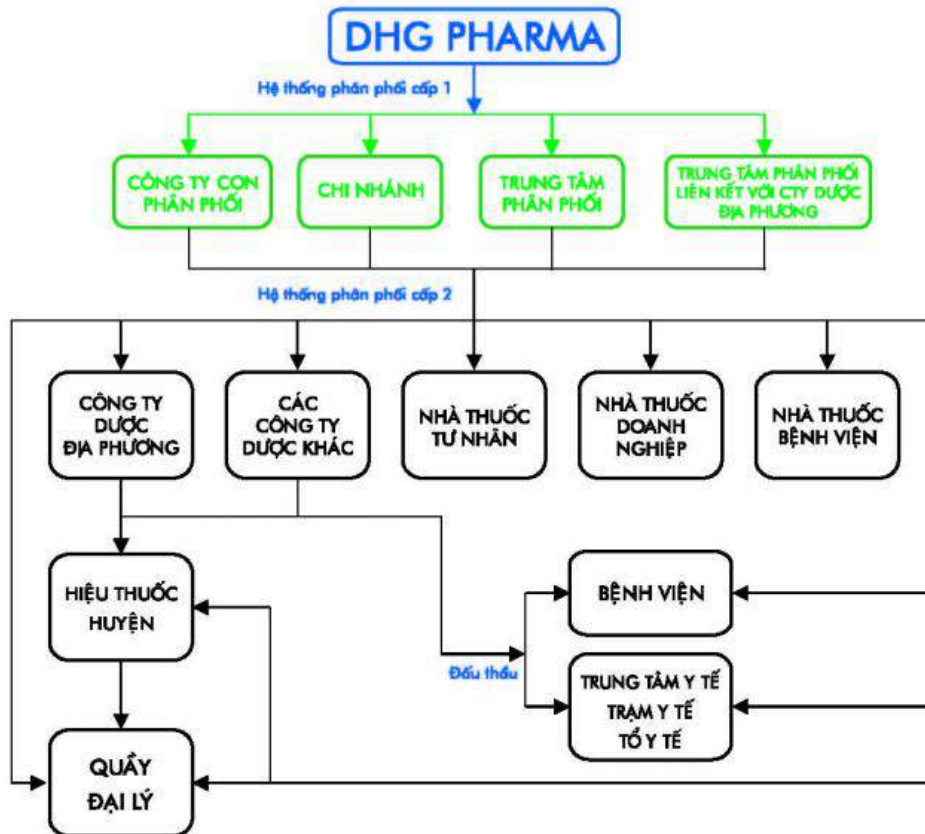 DHG PHARMA
Hệ thống phân phối cấp 1
CÔNG TY CON
PHÂN PHỐI
CHI NHÁNH
TRUNG TÂM
PHÂN PHỐI
TRUNG TÂM PHÂN PHỐI
LIÊN KẾT VỚI CTY DƯỢC
ĐỊA PHƯƠNG
Hệ thống phân phối cấp 2
CÔNG TY
DƯỢC
ĐỊA PHƯƠNG
CÁC
CÔNG TY
DƯỢC KHÁC
NHÀ THUỐC
TƯ NHÂN
NHÀ THUỐC
DOANH
NGHIỆP
NHÀ THUỐC
BỆNH VIỆN
HIỆU THUỐC
HUYỆN
BỆNH VIỆN
Đấu thầu
TRUNG TÂM Y TẾ
TRẠM Y TẾ
TỔ Y TẾ
QUẦY
ĐẠI LÝ